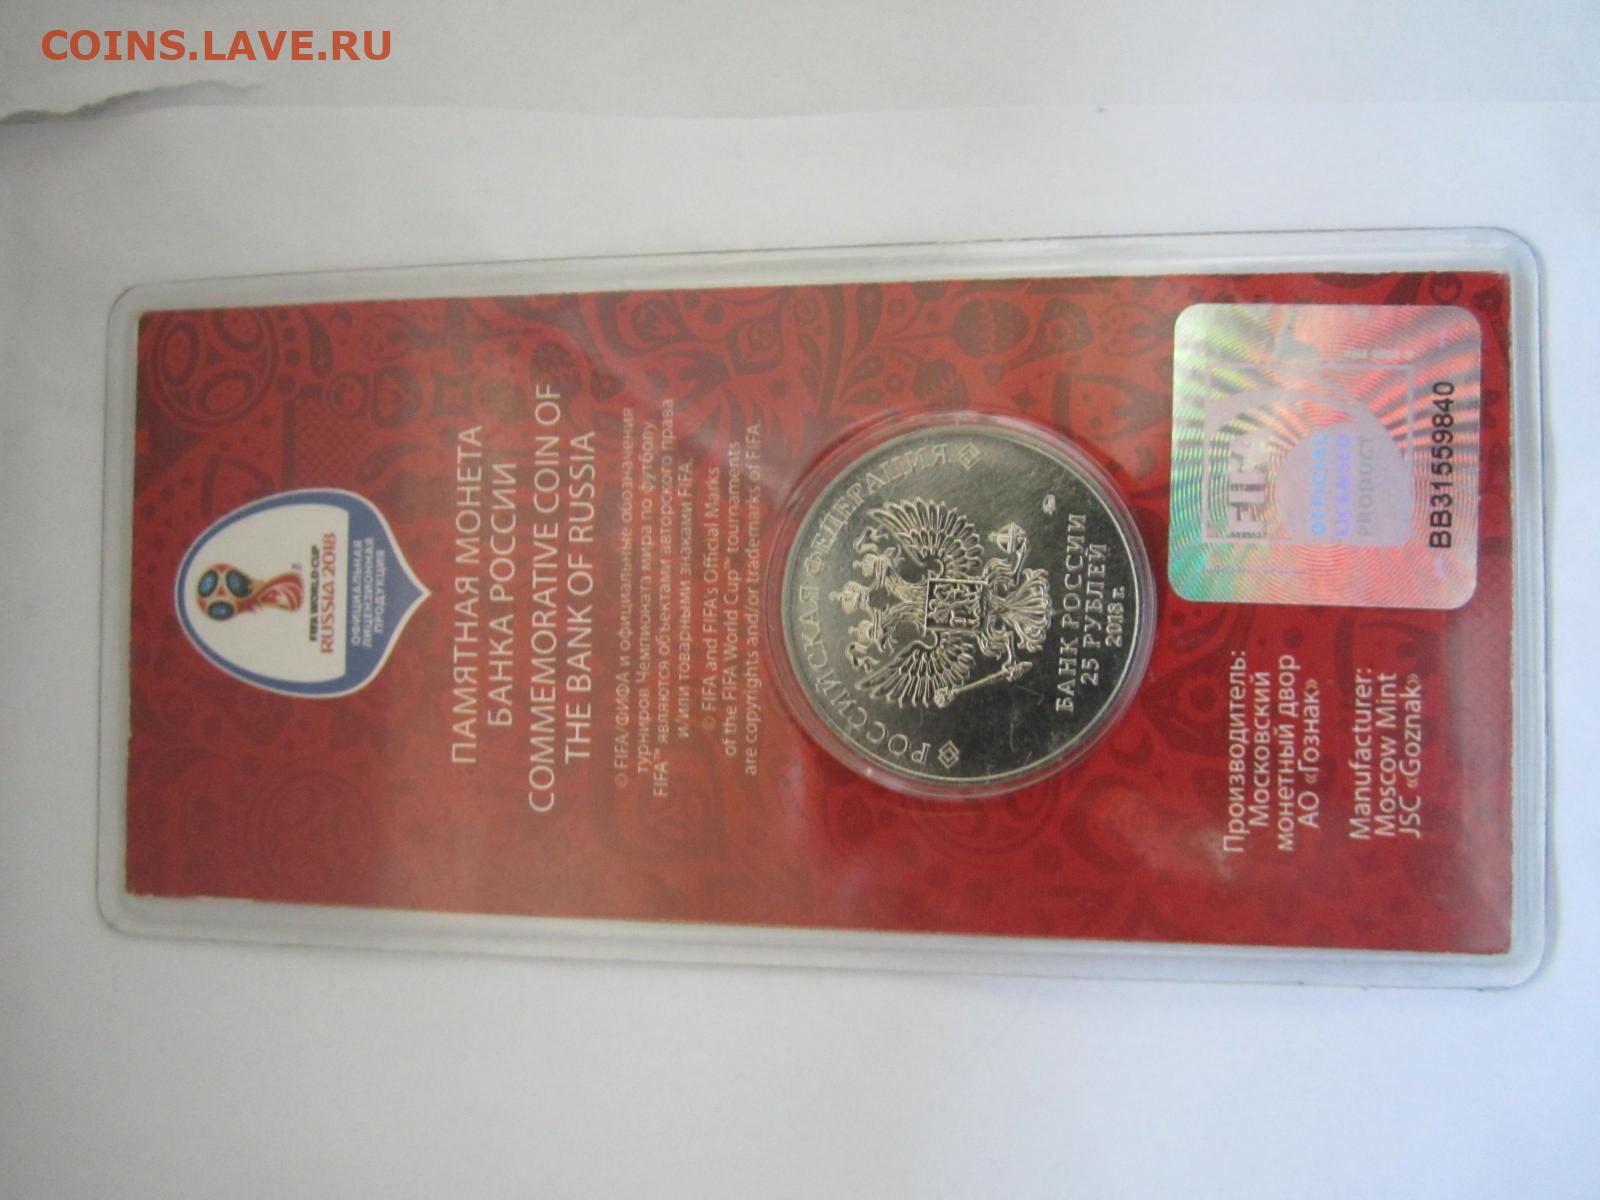 COINS.LAVE.RU
FIFA WORLD CUP
RUSSIA 2018
ОФИЦИАЛЬНАЯ
ЛИЦЕНЗИОННАЯ
ПРОДУКЦИЯ
ПАМЯТНАЯ МОНЕТА
БАНКА РОССИИ
COMMEMORATIVE COIN OF
THE BANK OF RUSSIA
© FIFA/ФИФА и официальные обозначения
турниров Чемпионата мира по футболу
FIFA™ являются объектами авторского права
и/или товарными знаками FIFA.
© FIFA and FIFA's Official Marks
of the FIFA World Cup™ tournaments
are copyrights and/or trademarks of FIFA.
РОССИЙСКАЯ ФЕДЕРАЦИЯ
БАНК РОССИИ
25 РУБЛЕЙ
2018 г.
Производитель:
Московский
монетный двор
АО «Гознак»
Manufacturer:
Moscow Mint
JSC «Goznak»
FIFA
OFFICIAL
LICENSED
PRODUCT
BB31559840